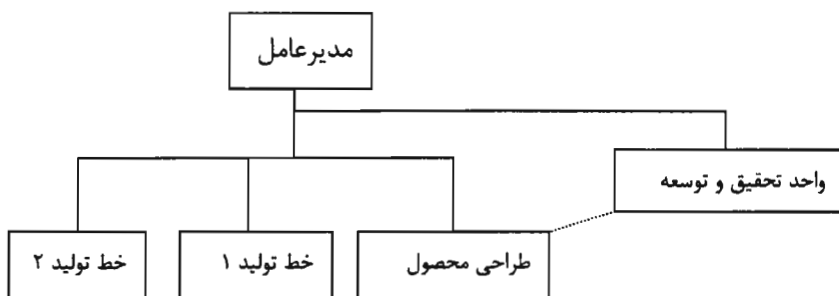 مدیرعامل
واحد تحقیق و توسعه
طراحی محصول
خط تولید ۱
خط تولید ۲